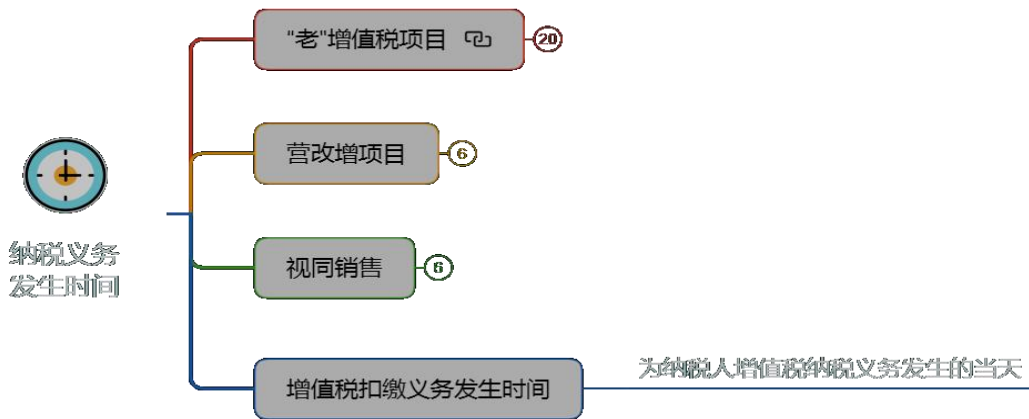 "老"增值税项目
20
营改增项目
6
纳税义务
发生时间
视同销售
6
增值税扣缴义务发生时间
为纳税人增值税纳税义务发生的当天